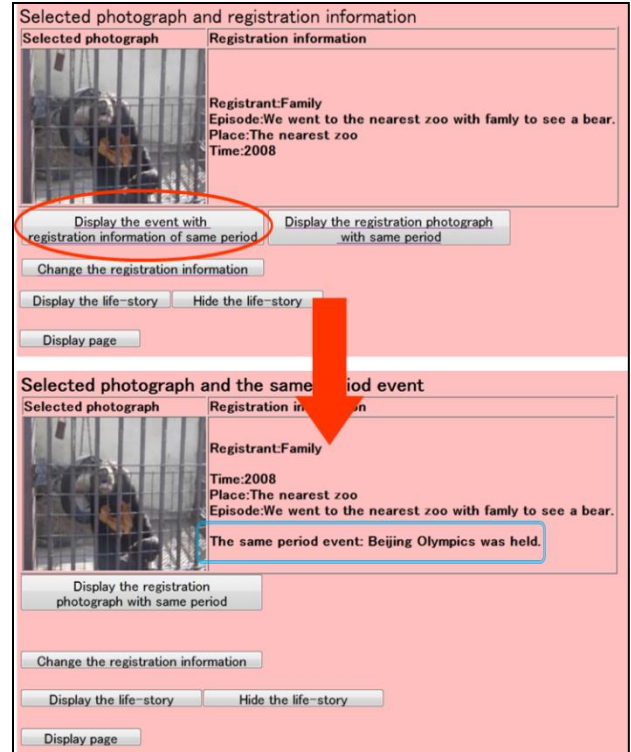 Selected photograph and registration information
Selected photograph Registration information
Registrant:Family
Episode:We went to the nearest zoo with famly to see a bear.
Place:The nearest zoo
Time:2008
Display the event with
registration information of same period
Display the registration photograph
with same period
Change the registration information
Display the life-story Hide the life-story
Display page
Selected photograph and the same iod event
Selected photograph Registration in n
Registrant:Family
Time:2008
Place:The nearest zoo
Episode:We went to the nearest zoo with famly to see a bear.
The same period event: Beijing Olympics was held.
Display the registration
photograph with same period
Change the registration information
Display the life-story Hide the life-story
Display page